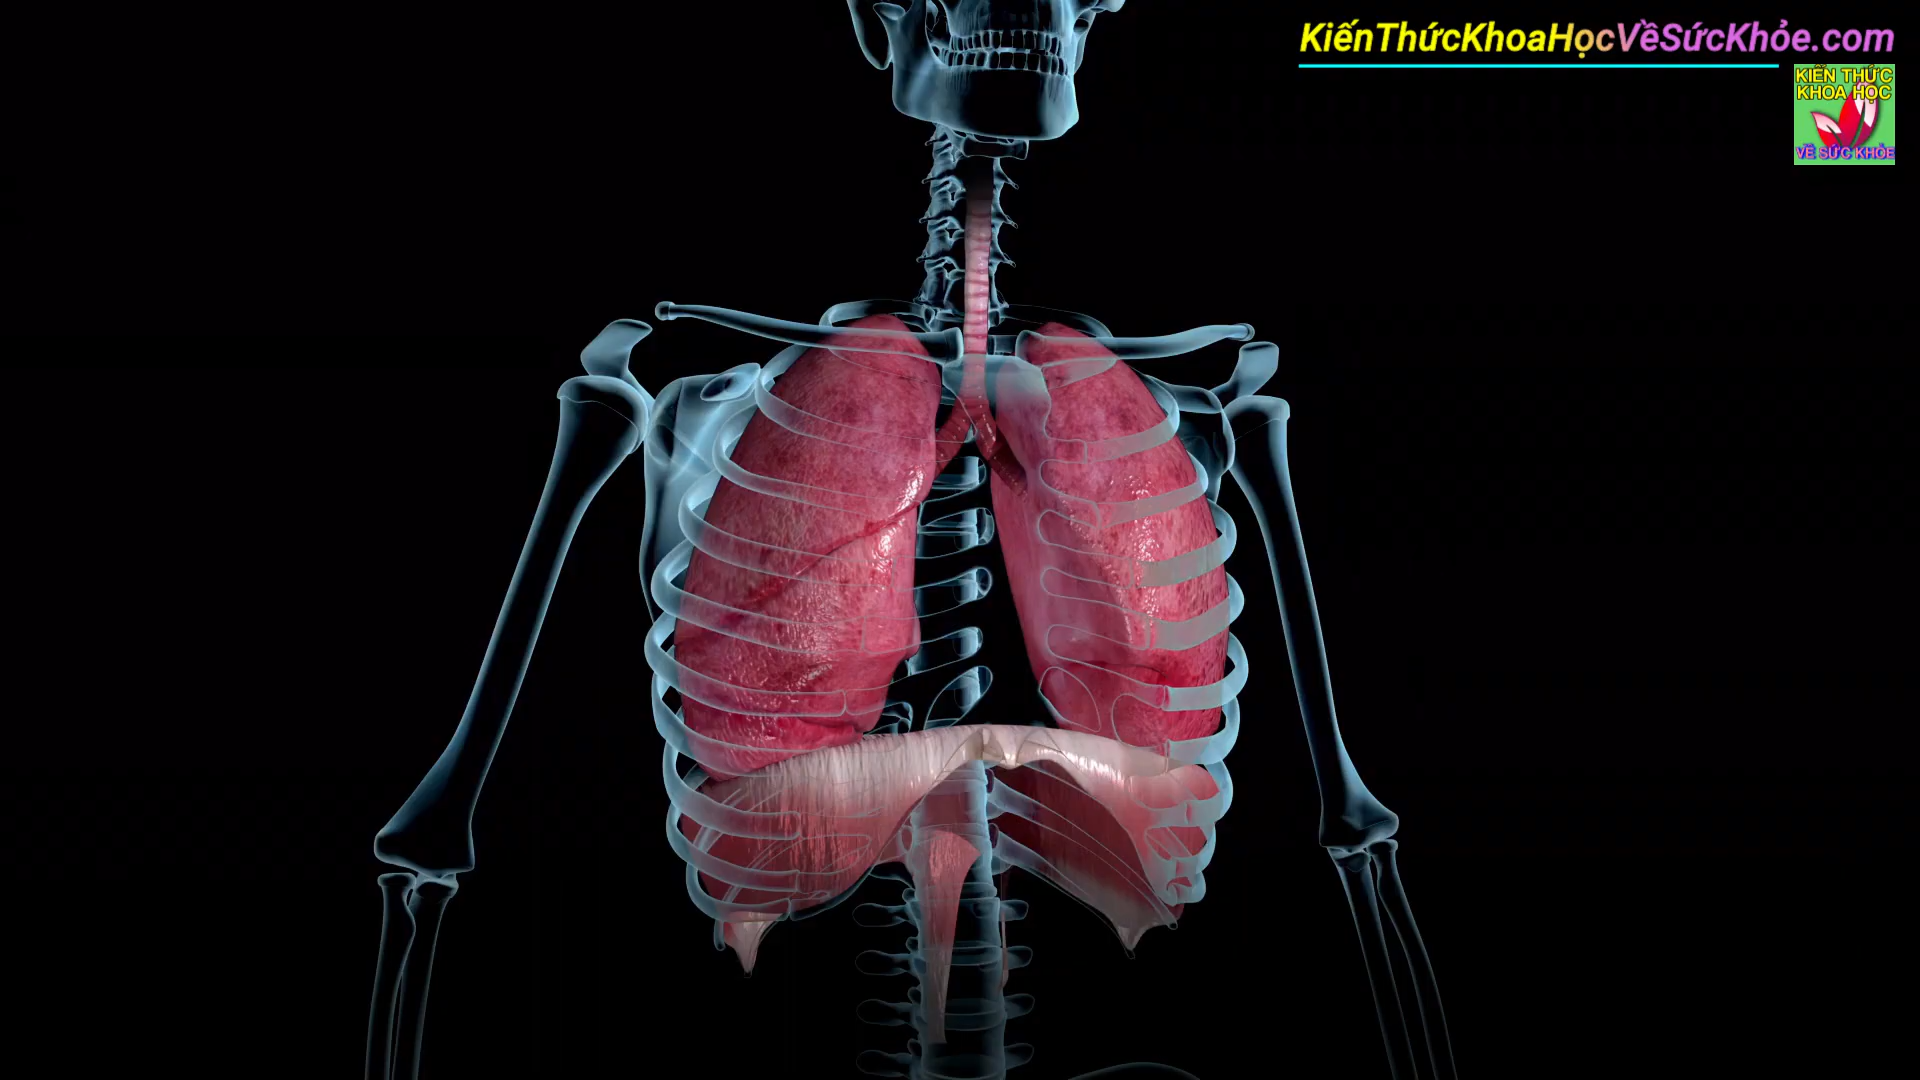 KiếnThứcKhoaHọcVềSứcKhỏe.com
KIẾN THỨC
KHOA HỌC
VỀ SỨC KHỎE